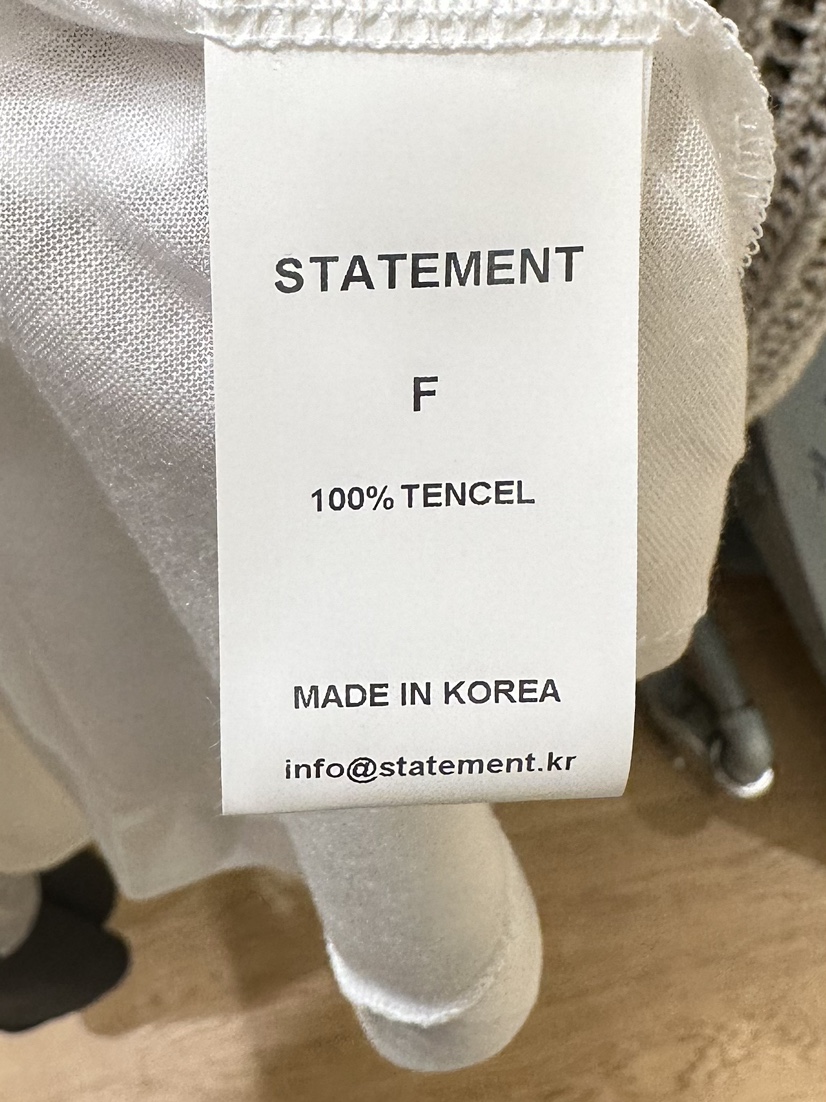 STATEMENT
F
100% TENCEL
MADE IN KOREA
info@statement.kr